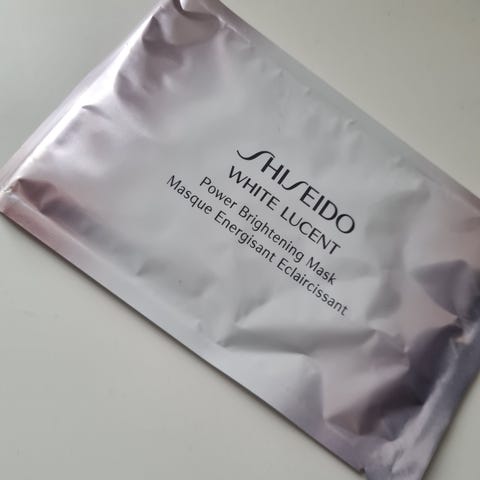 SHISEIDO
WHITE LUCENT
Power Brightening Mask
Masque Energisant Eclaircissant